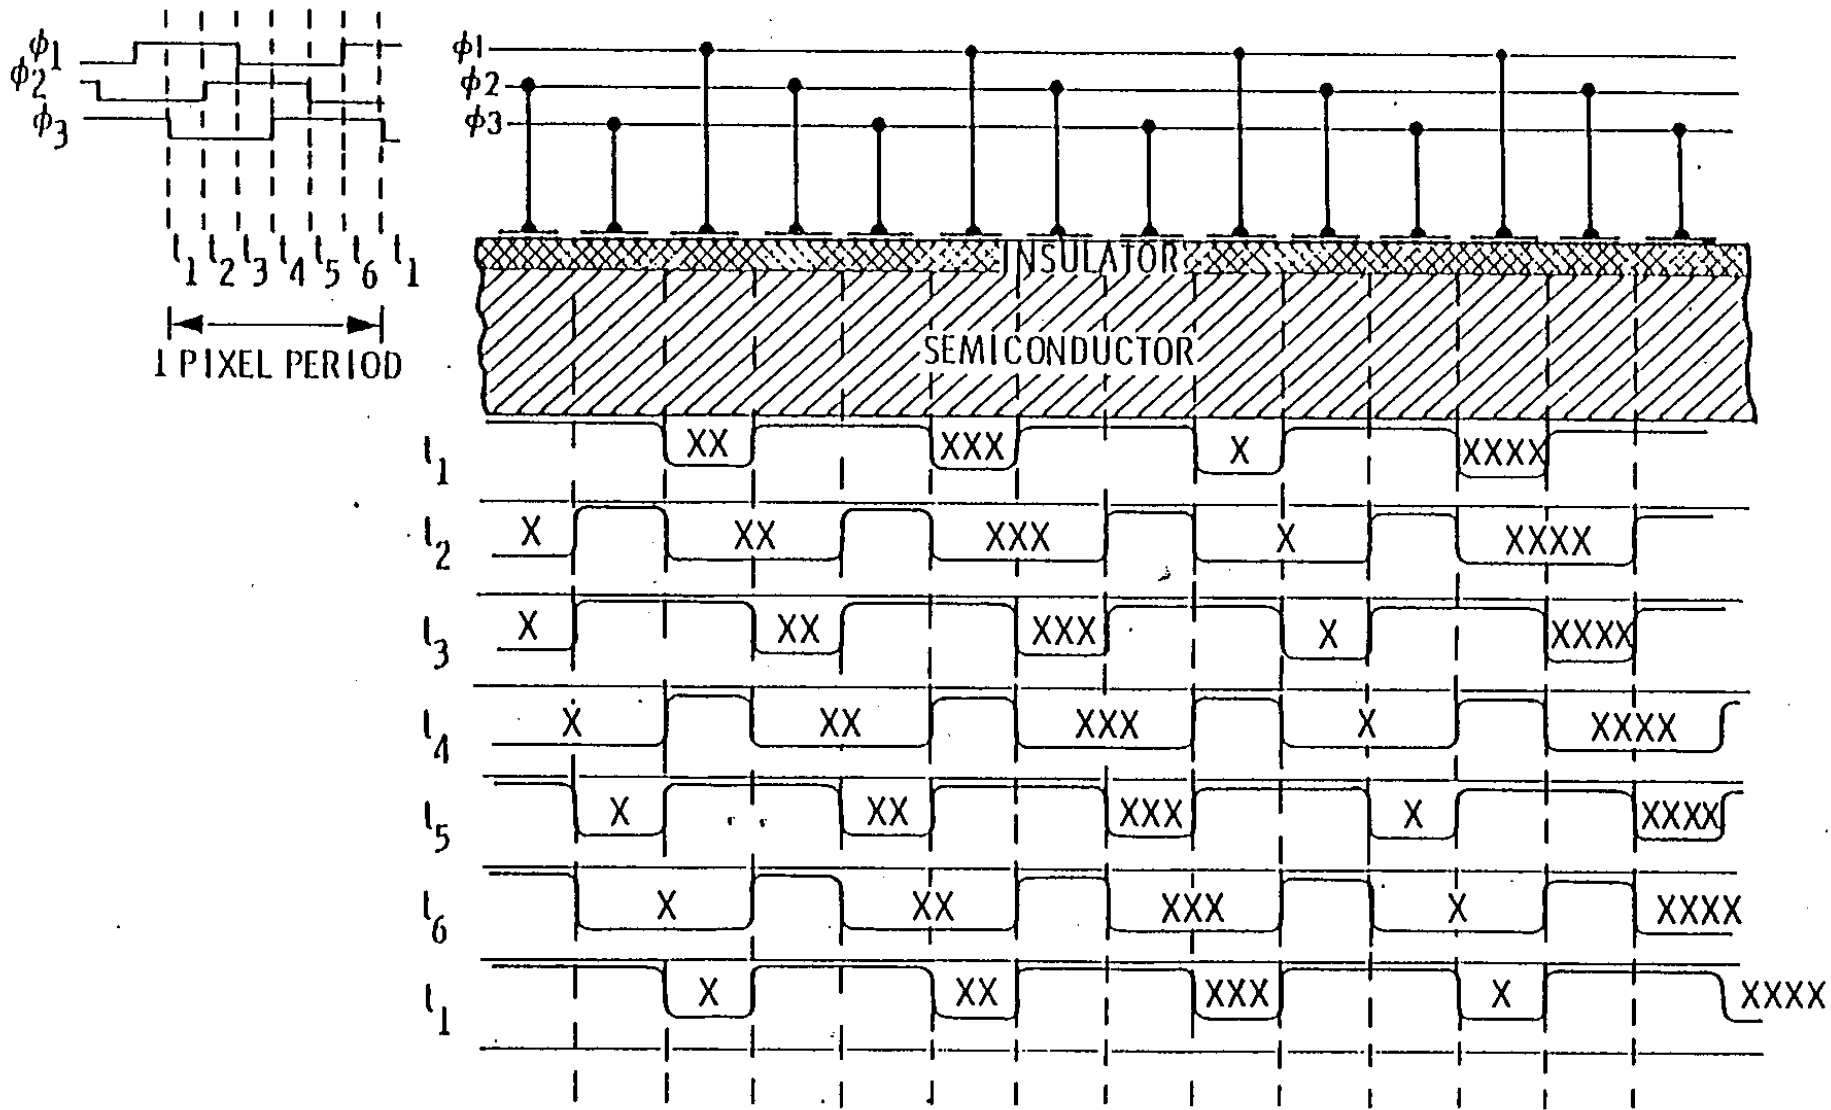 ϕ1
ϕ2
ϕ3
t1 t2 t3 t4 t5 t6 t1
1 PIXEL PERIOD
ϕ1
ϕ2
ϕ3
INSULATOR
SEMICONDUCTOR
t1 XX XXX X XXXX
t2 X XX XXX X XXXX
t3 X XX XXX X XXXX
t4 X XX XXX X XXXX
t5 X XX XXX X XXXX
t6 X XX XXX X XXXX
t1 X XX XXX X XXXX